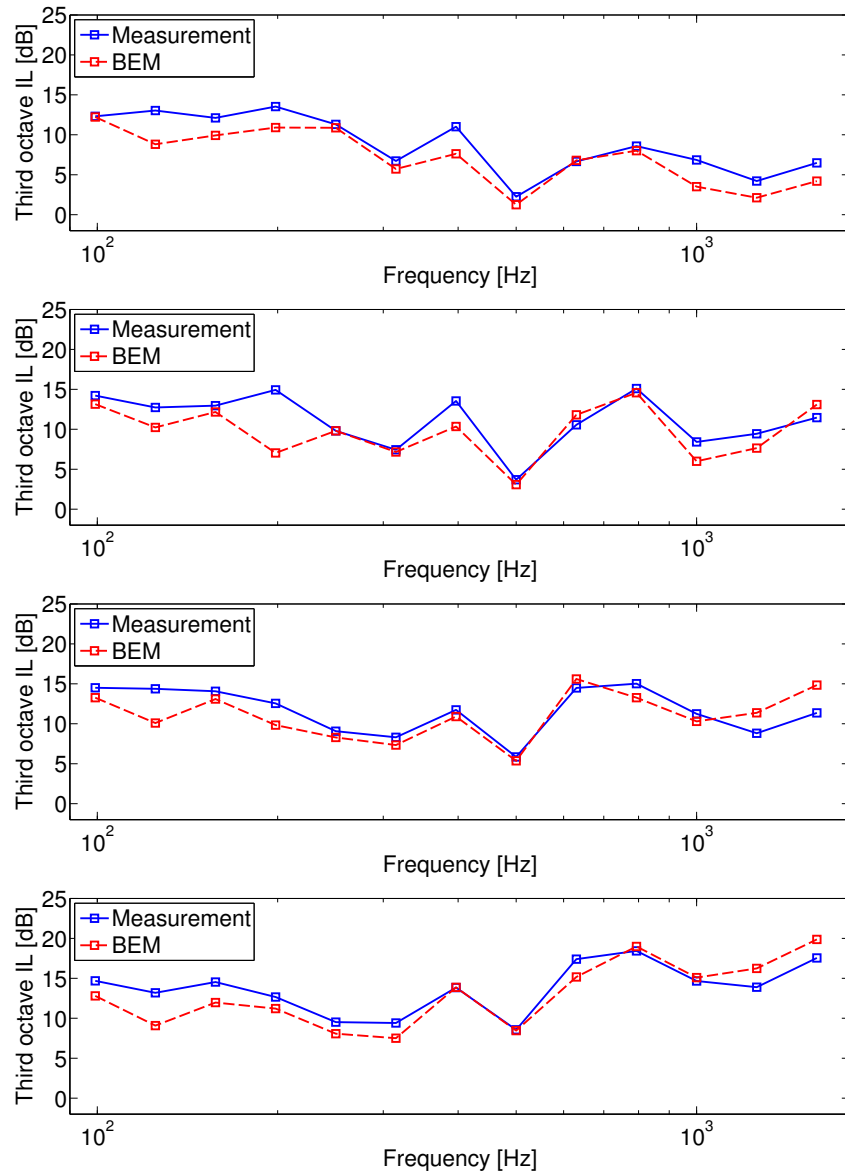 25
20
15
10
5
0
Third octave IL [dB]
Measurement
BEM
10²
10³
Frequency [Hz]
25
20
15
10
5
0
Third octave IL [dB]
Measurement
BEM
10²
10³
Frequency [Hz]
25
20
15
10
5
0
Third octave IL [dB]
Measurement
BEM
10²
10³
Frequency [Hz]
25
20
15
10
5
0
Third octave IL [dB]
Measurement
BEM
10²
10³
Frequency [Hz]